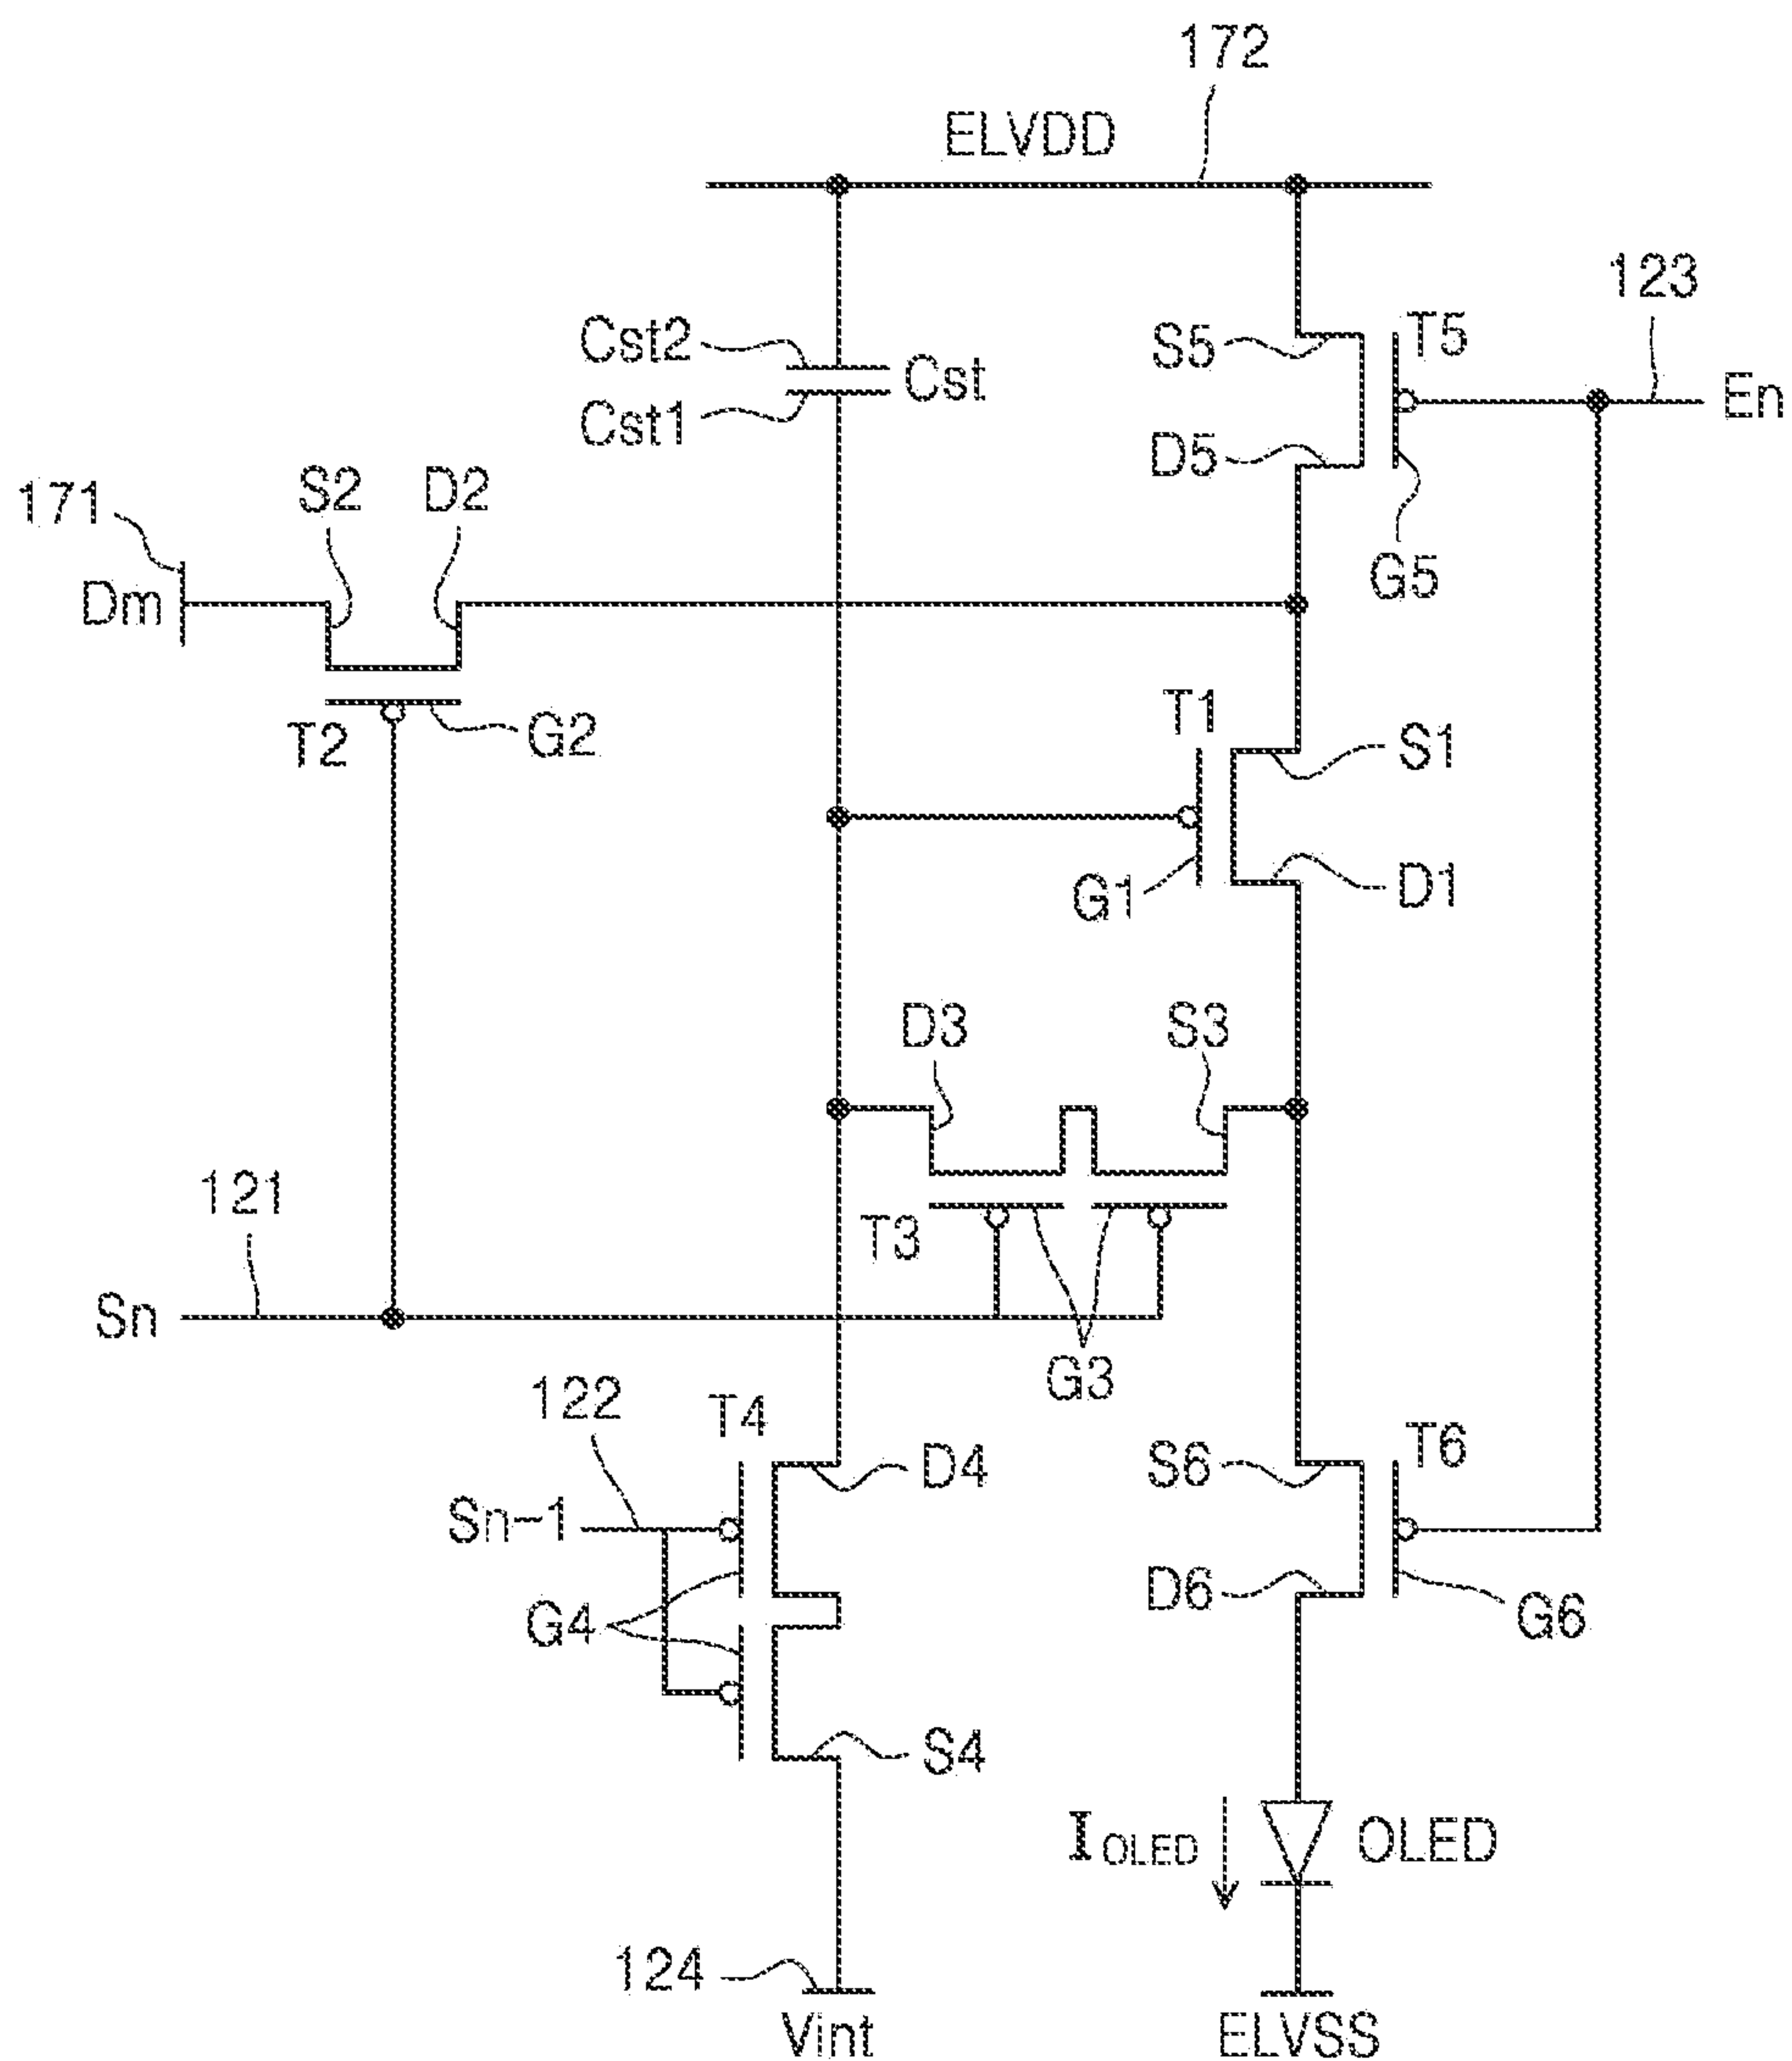 172
ELVDD
123
Cst2
S5
T5
Cst
En
Cst1
D5
171
S2
D2
G5
Dm
T1
T2
G2
S1
G1
D1
D3
S3
121
T3
Sn
G3
122
T4
D4
S6
T6
Sn-1
D6
G4
G6
S4
IOLED
OLED
124
Vint
ELVSS